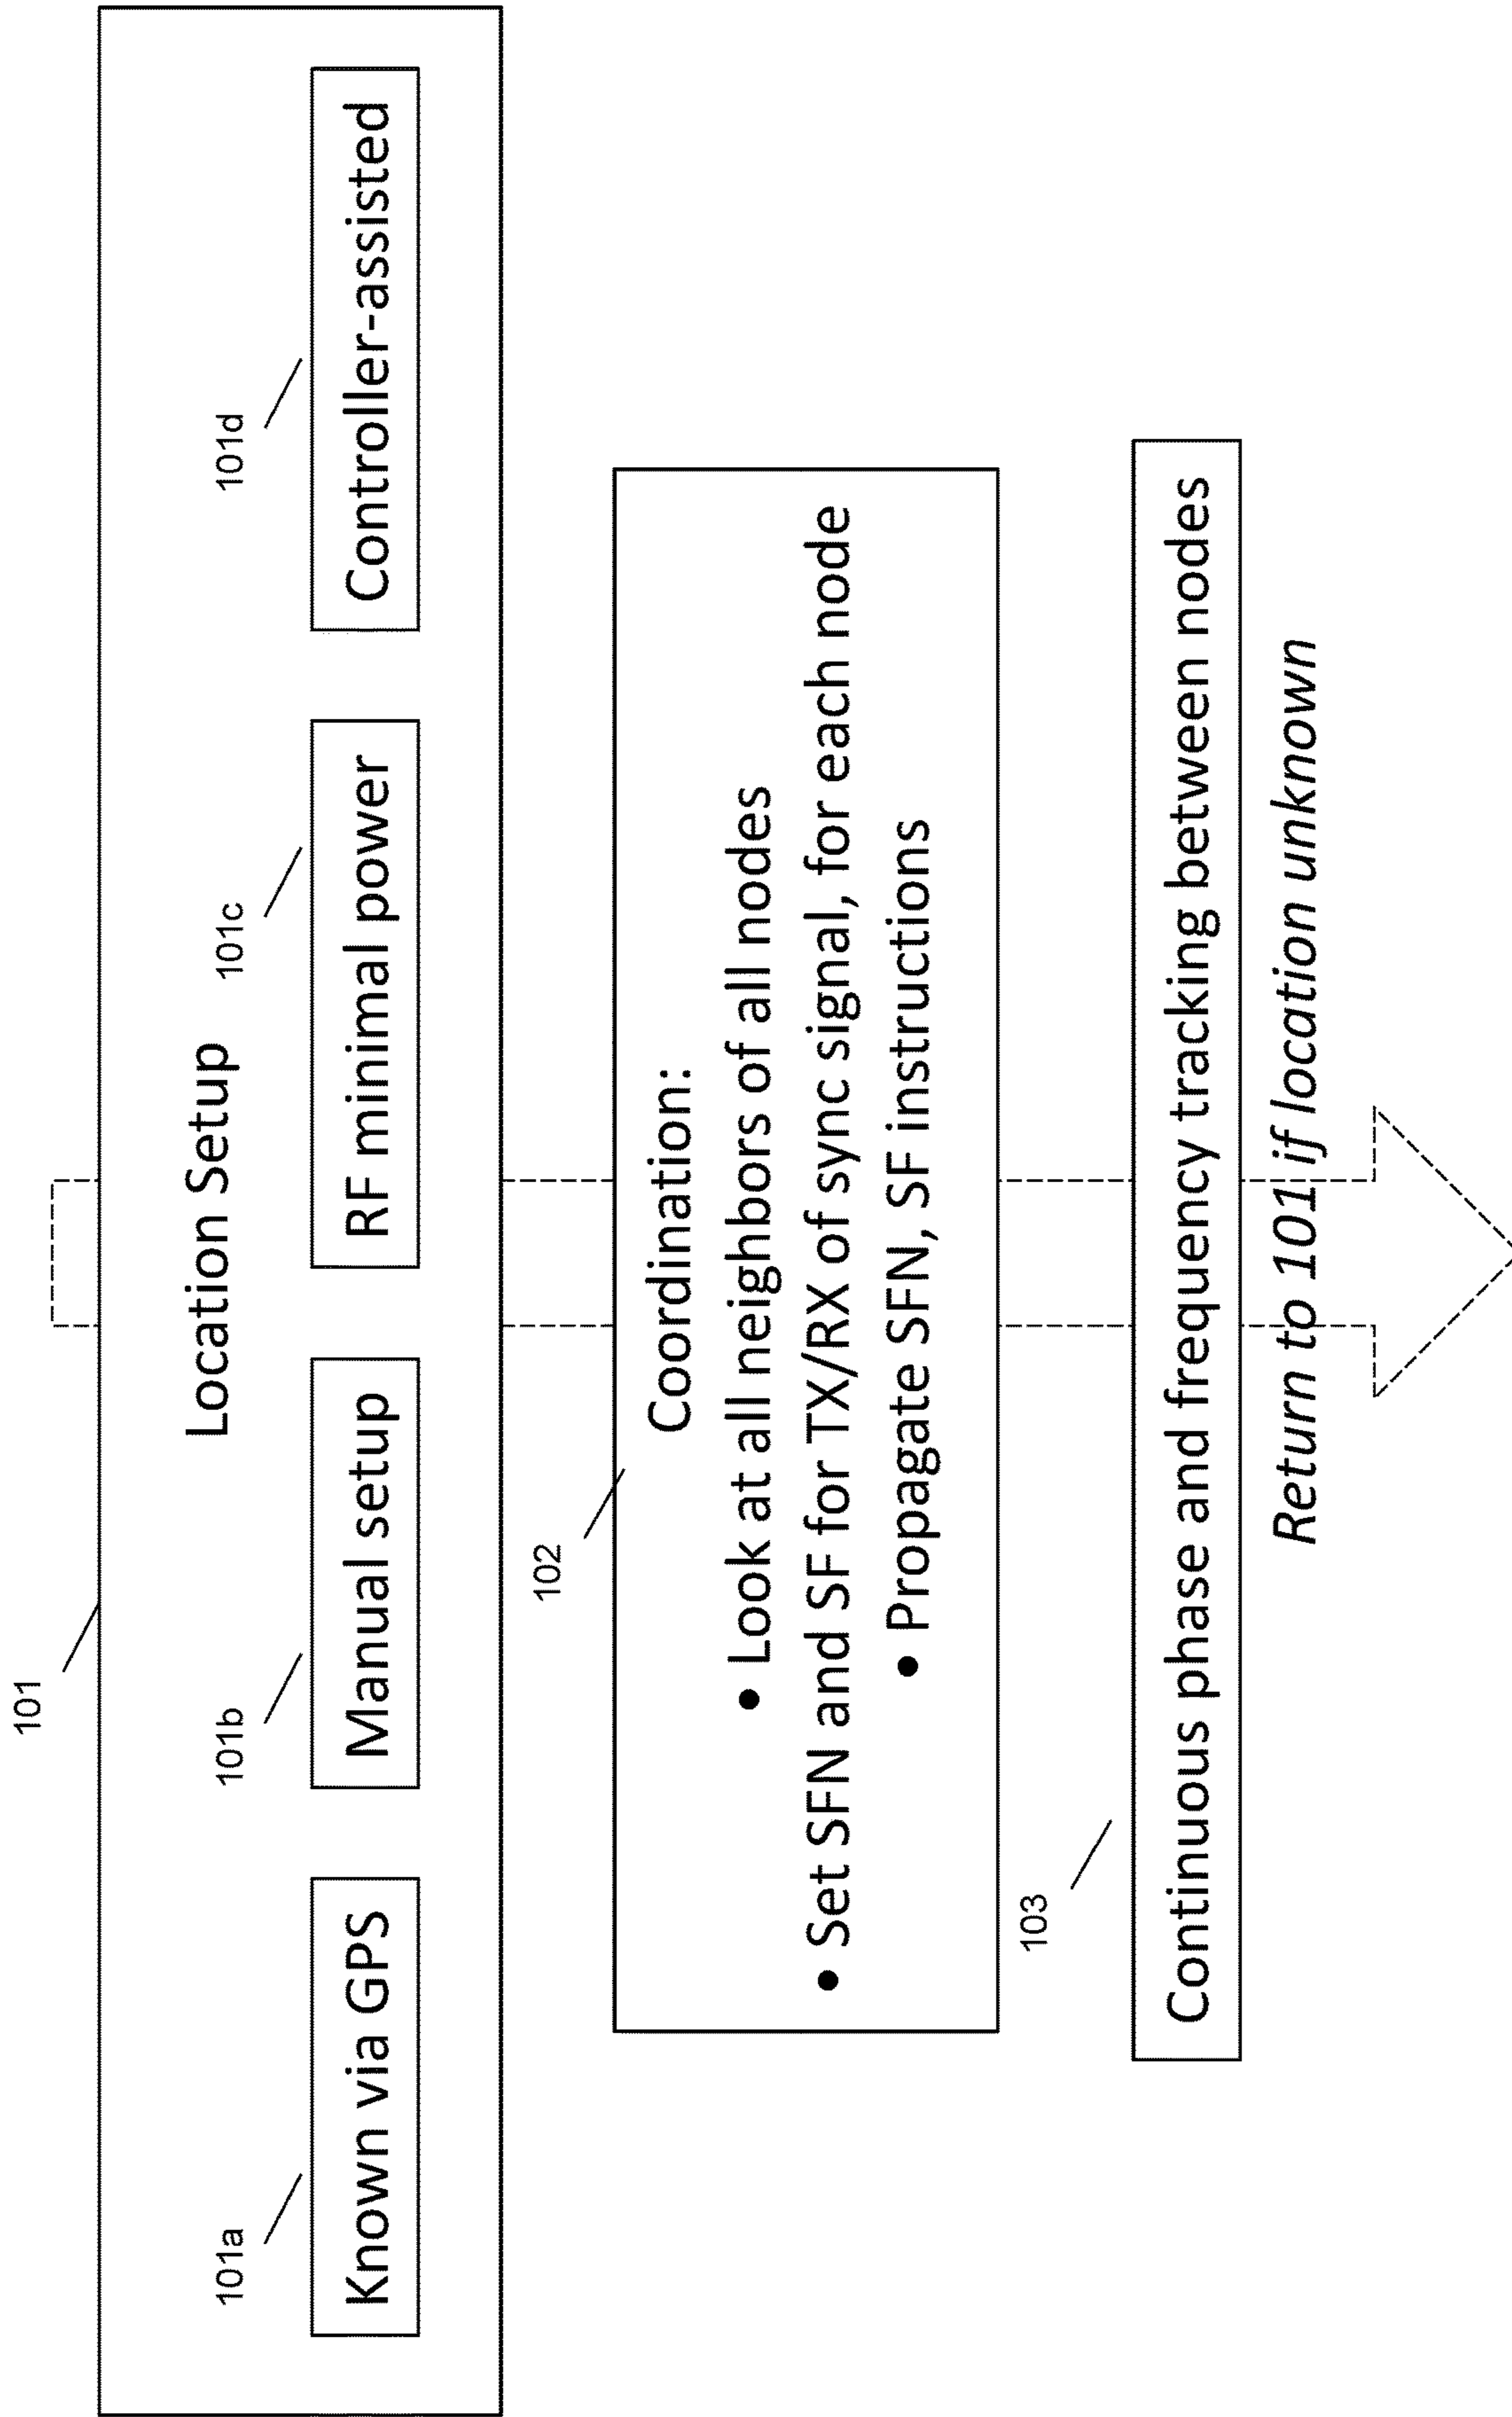 101
Location Setup
101a
101b
101c
101d
Known via GPS
Manual setup
RF minimal power
Controller-assisted
102
Coordination:
• Look at all neighbors of all nodes
• Set SFN and SF for TX/RX of sync signal, for each node
• Propagate SFN, SF instructions
103
Continuous phase and frequency tracking between nodes
Return to 101 if location unknown